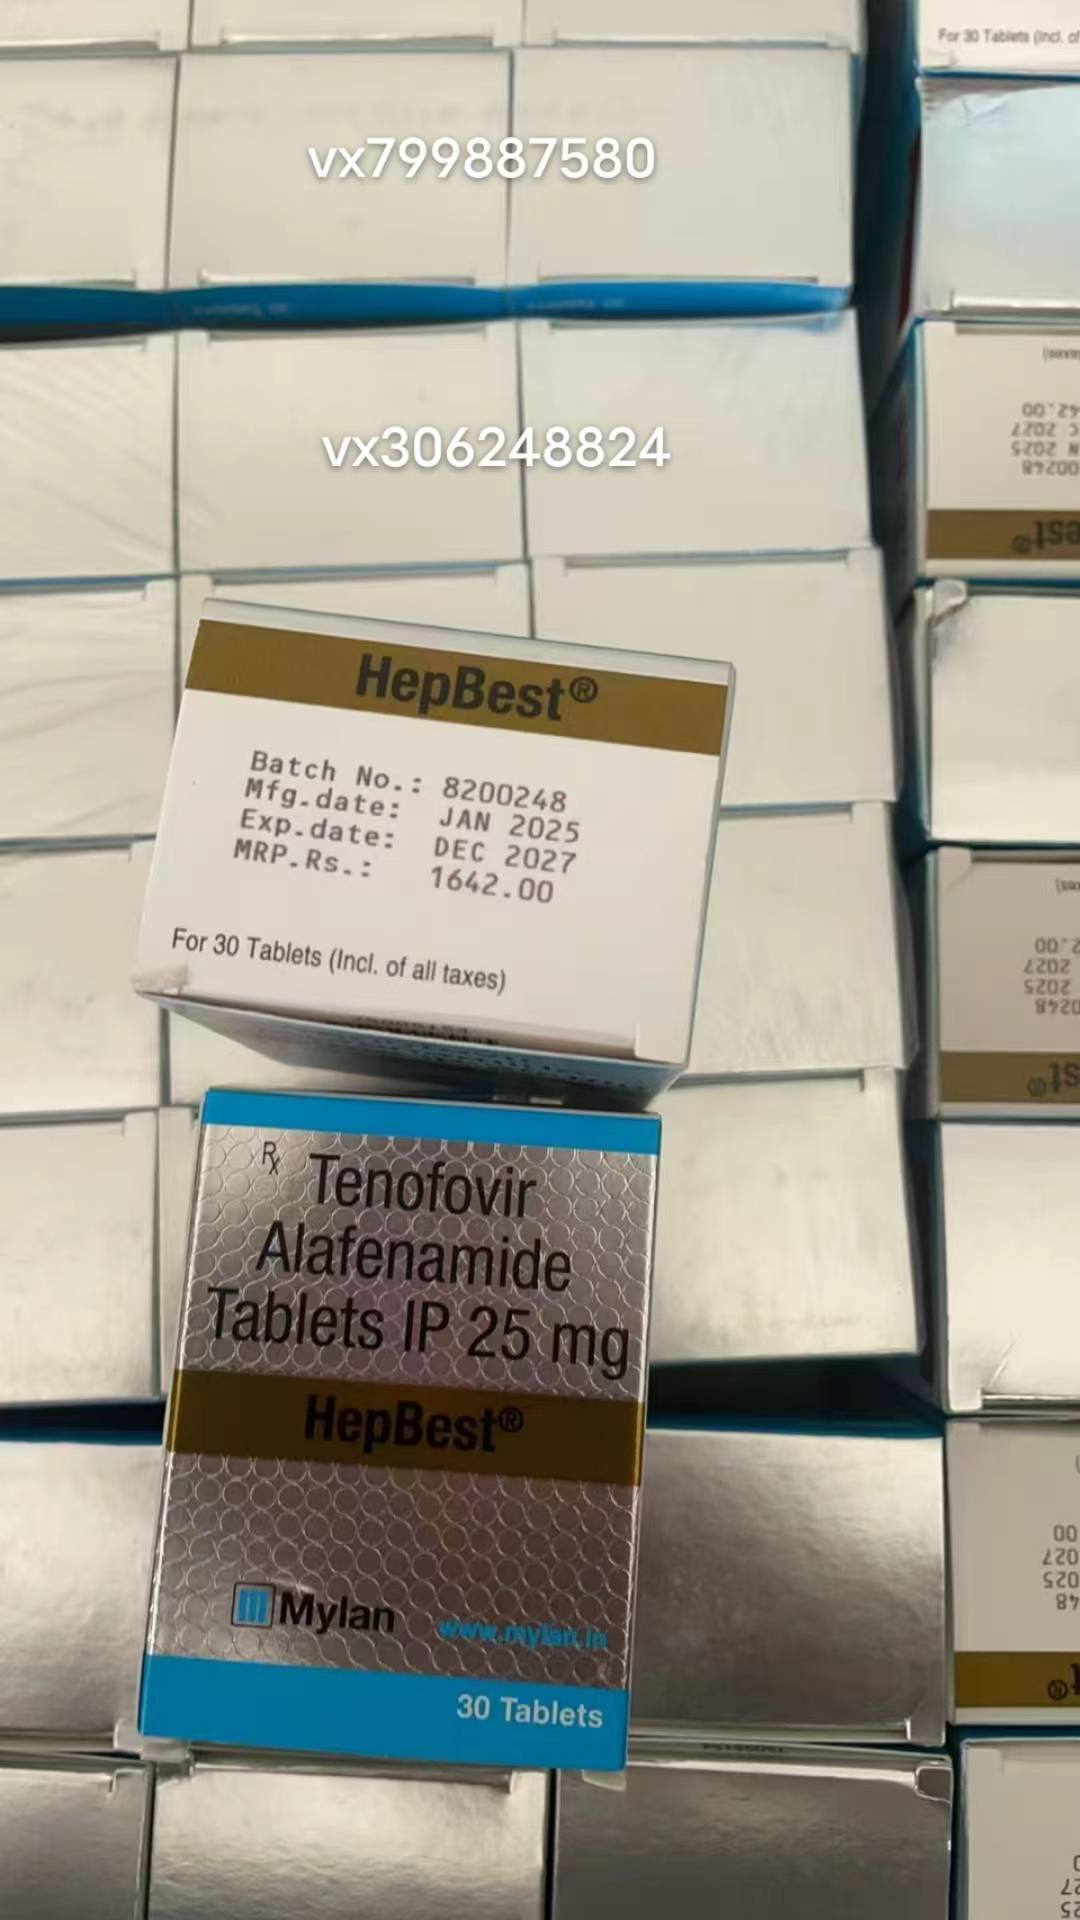 For 30 Tablets (Incl. of
vx799887580
vx306248824
HepBest®
Batch No.: 8200248
Mfg.date: JAN 2025
Exp.date: DEC 2027
MRP.Rs.: 1642.00
For 30 Tablets (Incl. of all taxes)
Rx Tenofovir
Alafenamide
Tablets IP 25 mg
HepBest®
Mylan www.mylan.in
30 Tablets